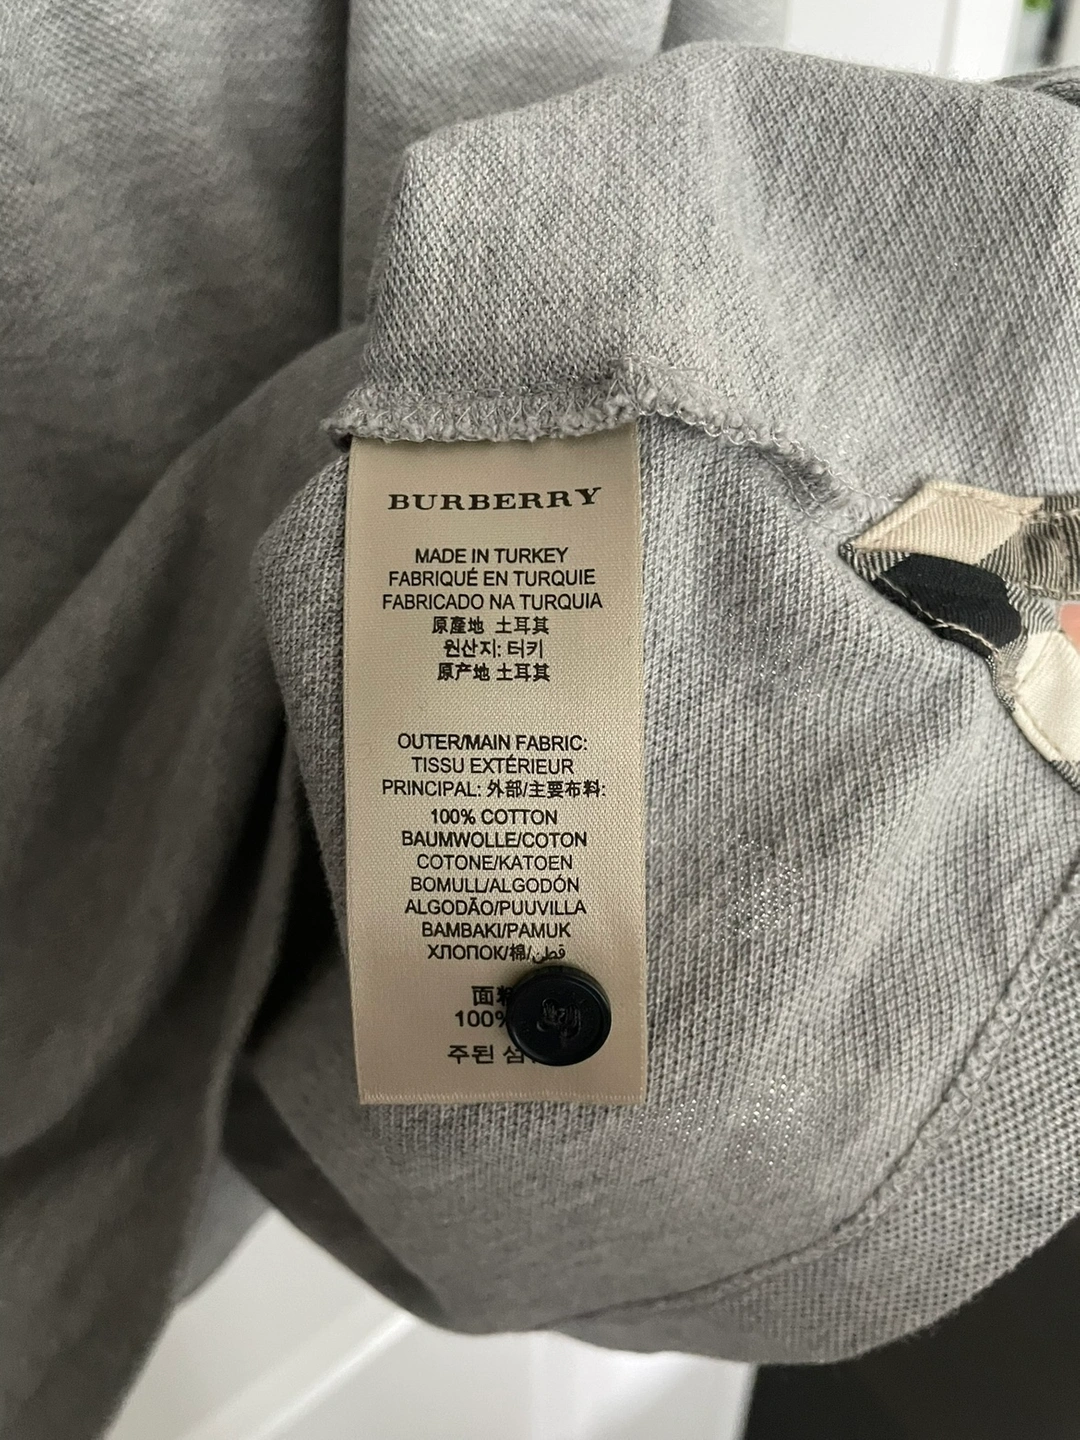 BURBERRY
MADE IN TURKEY
FABRIQUÉ EN TURQUIE
FABRICADO NA TURQUIA
原產地 土耳其
원산지: 터키
原产地 土耳其
OUTER/MAIN FABRIC:
TISSU EXTÉRIEUR
PRINCIPAL: 外部/主要布料:
100% COTTON
BAUMWOLLE/COTON
COTONE/KATOEN
BOMULL/ALGODÓN
ALGODÃO/PUUVILLA
BAMBAKI/PAMUK
ХЛОПОК/棉/قطن
面
100%
주된